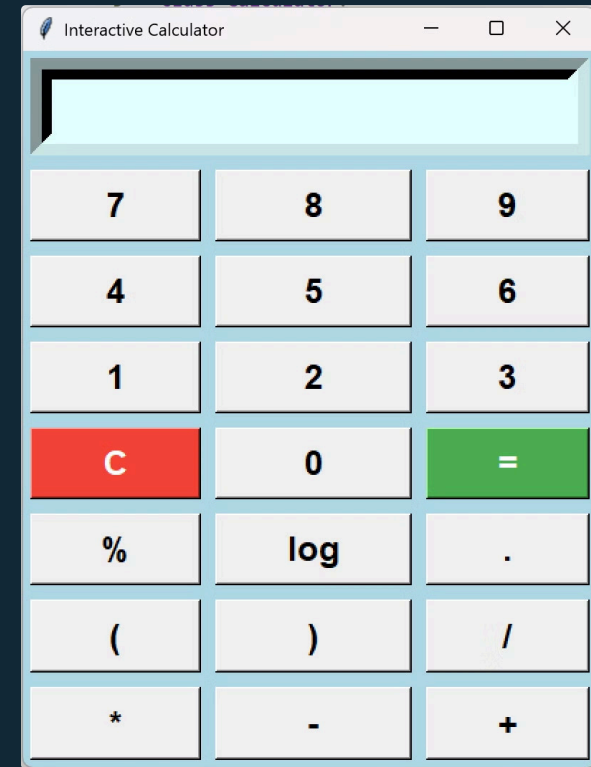 Interactive Calculator
7 8 9
4 5 6
1 2 3
C 0 =
% log .
( ) /
* - +